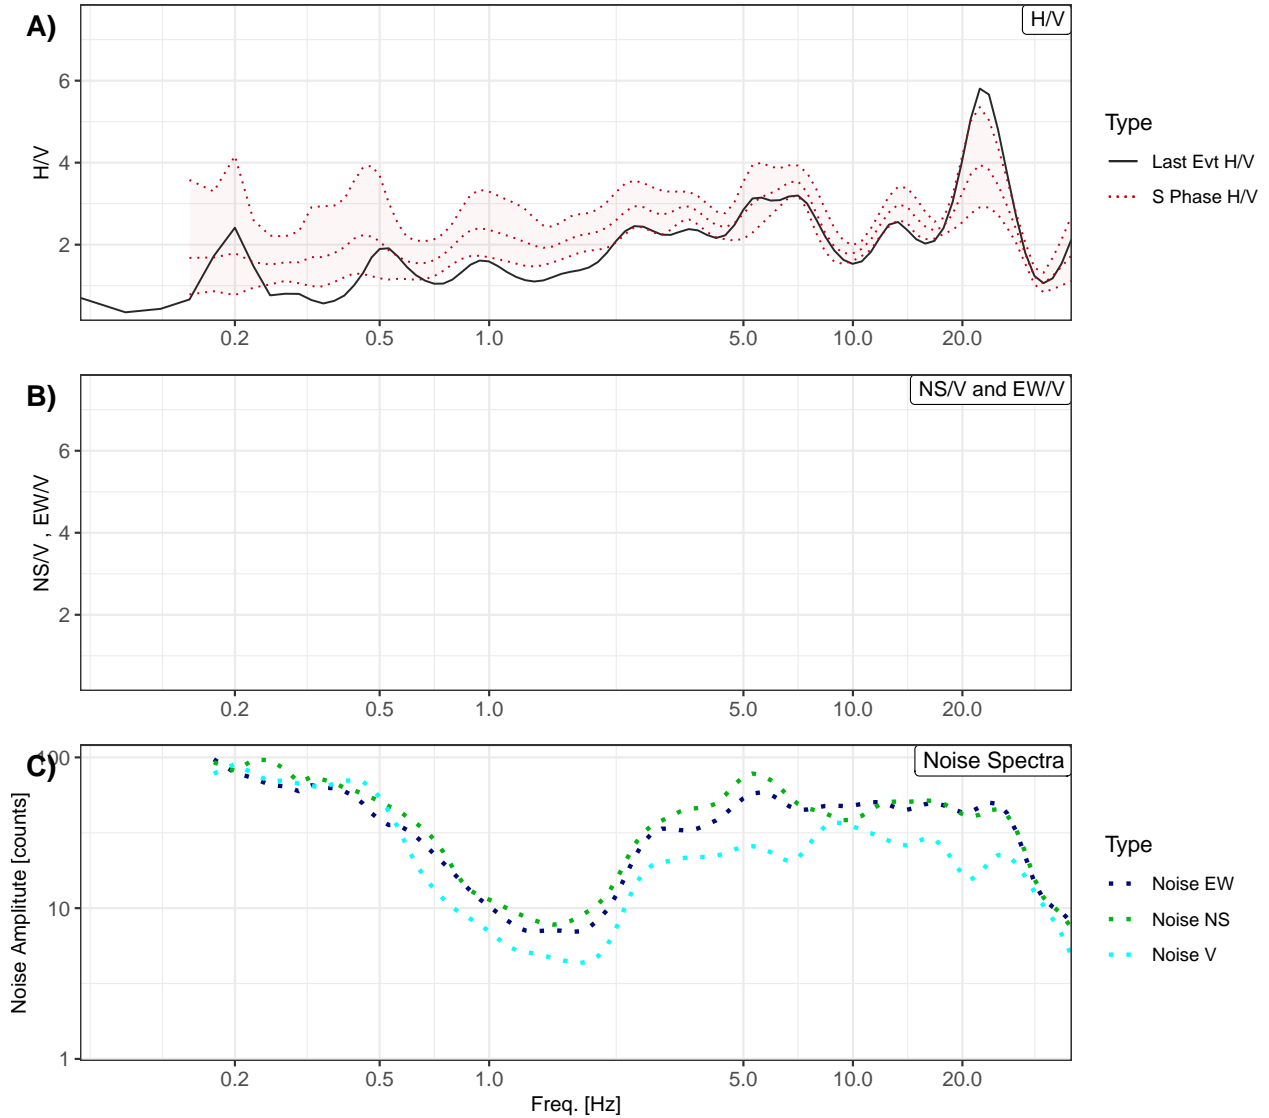 A)
H/V
6
4
2
H/V
0.2 0.5 1.0 5.0 10.0 20.0
Type
Last Evt H/V
S Phase H/V
B)
NS/V and EW/V
6
4
2
NS/V , EW/V
0.2 0.5 1.0 5.0 10.0 20.0
C)
Noise Spectra
100
10
1
Noise Amplitude [counts]
0.2 0.5 1.0 5.0 10.0 20.0
Freq. [Hz]
Type
Noise EW
Noise NS
Noise V